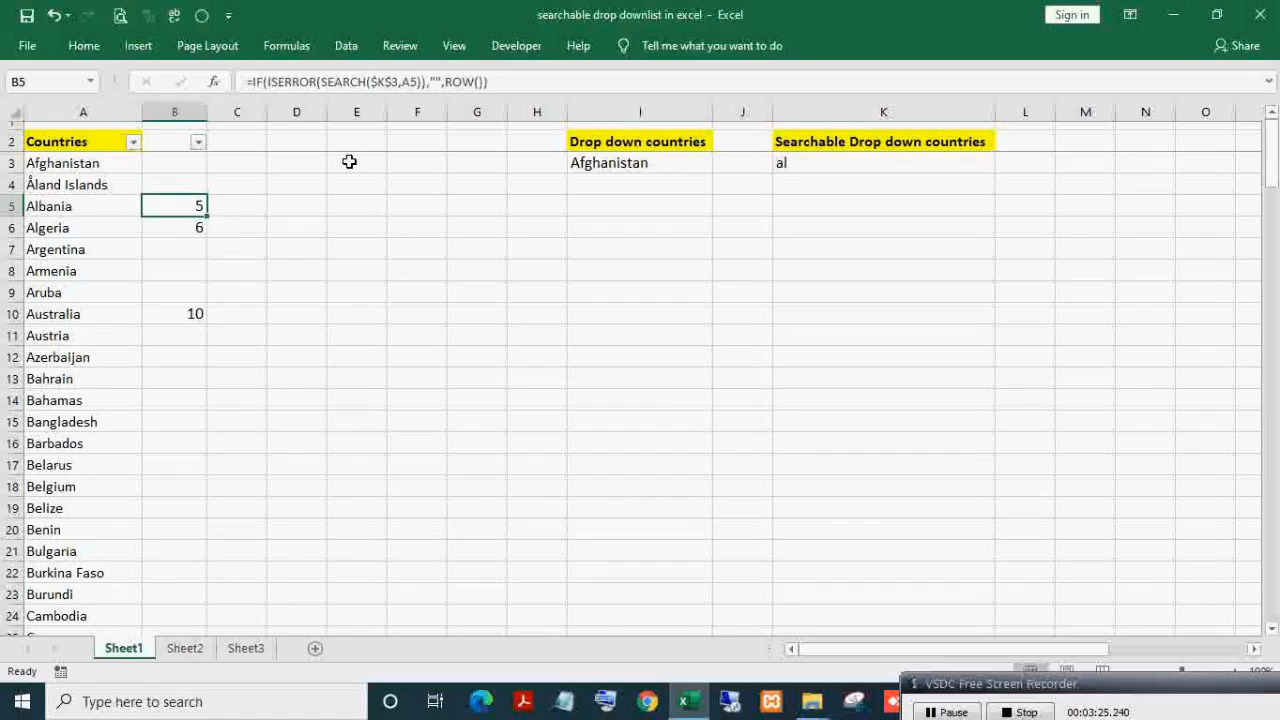 searchable drop downlist in excel - Excel
Sign in
File Home Insert Page Layout Formulas Data Review View Developer Help Tell me what you want to do Share
B5 fx =IF(ISERROR(SEARCH($K$3,A5)),"",ROW())
A B C D E F G H I J K L M N O
2 Countries Drop down countries Searchable Drop down countries
3 Afghanistan Afghanistan al
4 Åland Islands
5 Albania 5
6 Algeria 6
7 Argentina
8 Armenia
9 Aruba
10 Australia 10
11 Austria
12 Azerbaijan
13 Bahrain
14 Bahamas
15 Bangladesh
16 Barbados
17 Belarus
18 Belgium
19 Belize
20 Benin
21 Bulgaria
22 Burkina Faso
23 Burundi
24 Cambodia
Sheet1 Sheet2 Sheet3
Ready
VSDC Free Screen Recorder
Type here to search
Pause Stop 00:03:25.240